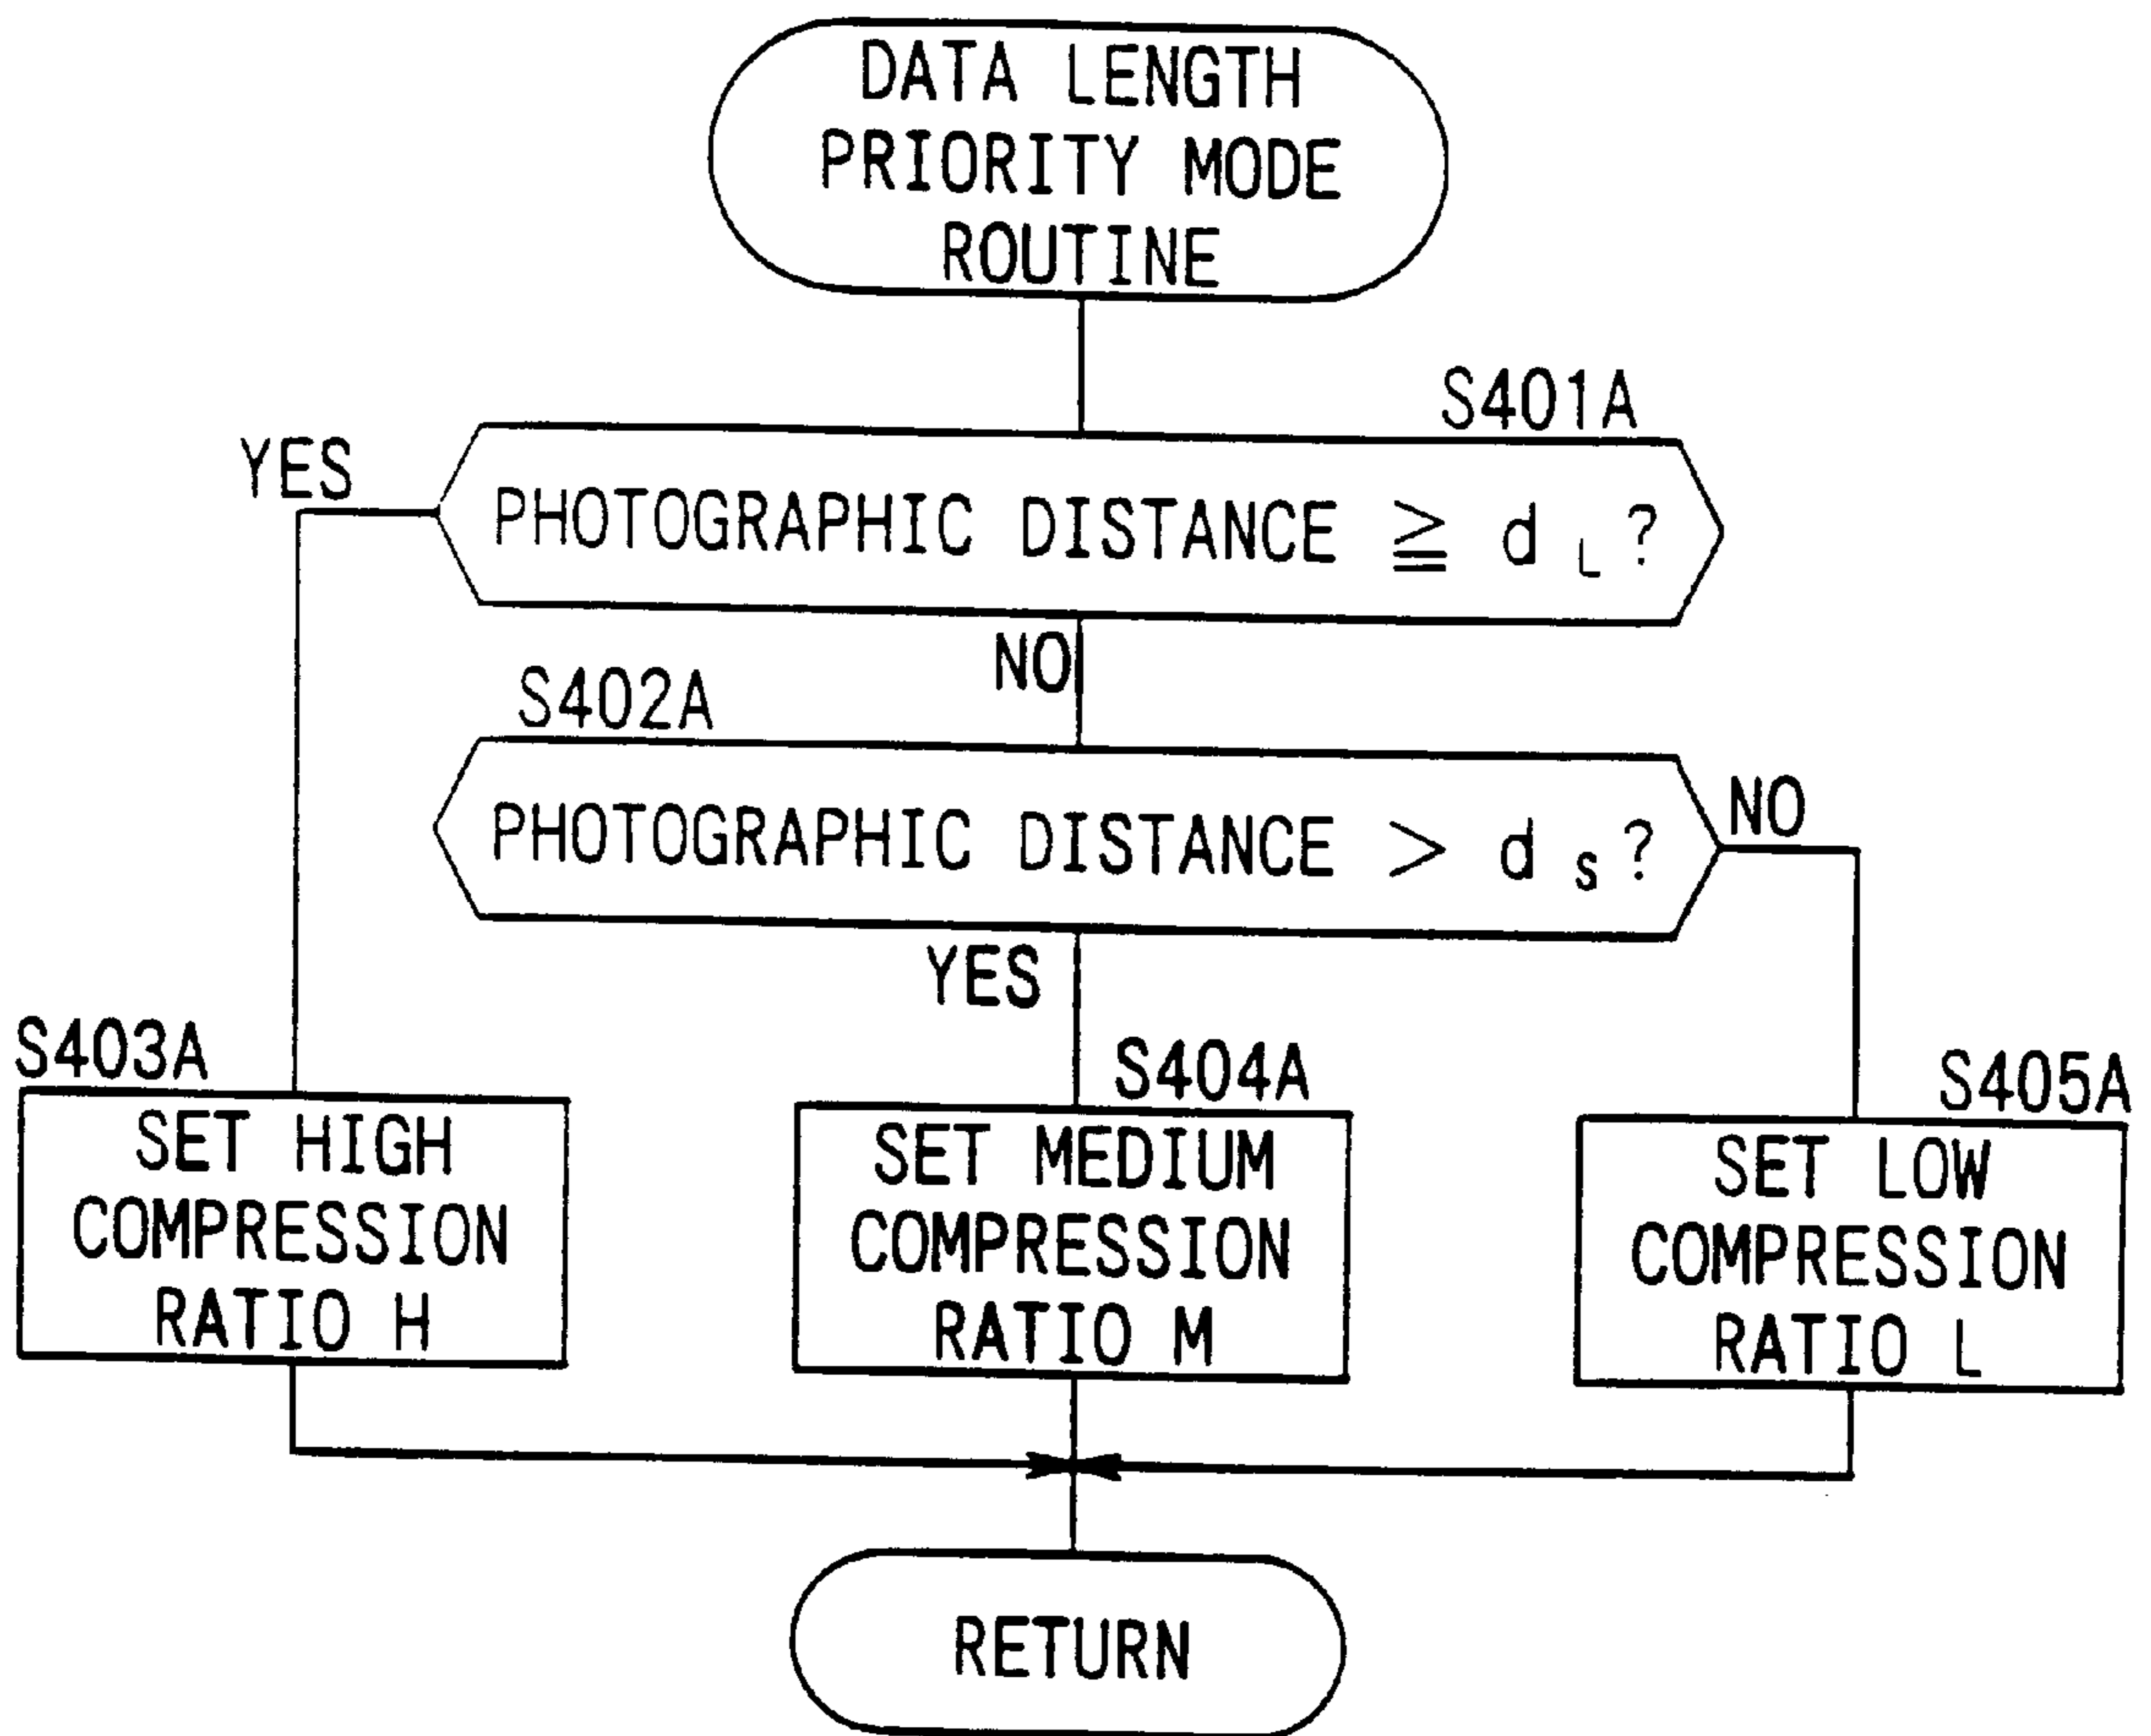 DATA LENGTH
PRIORITY MODE
ROUTINE
S401A
YES
PHOTOGRAPHIC DISTANCE ≧ d L ?
NO
S402A
PHOTOGRAPHIC DISTANCE > d s ?
NO
YES
S403A
SET HIGH
COMPRESSION
RATIO H
S404A
SET MEDIUM
COMPRESSION
RATIO M
S405A
SET LOW
COMPRESSION
RATIO L
RETURN